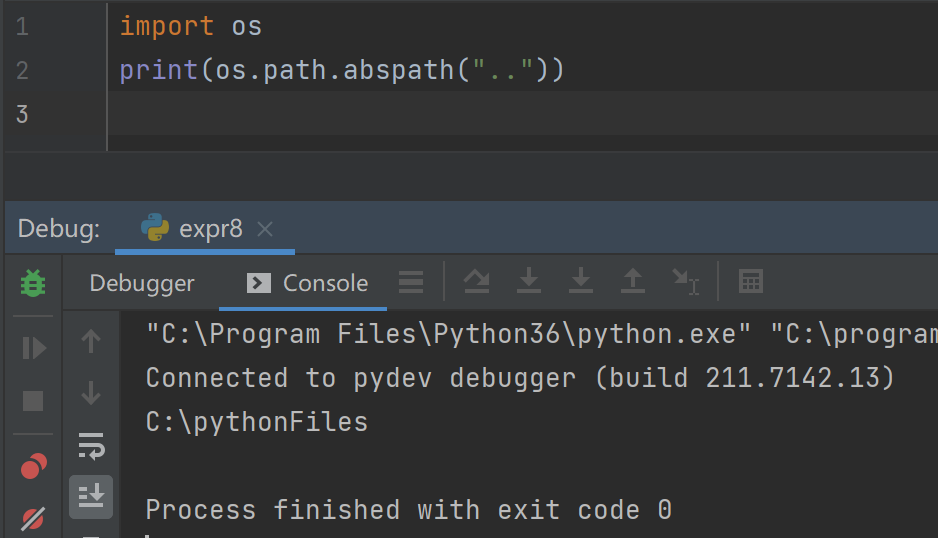 1 import os
2 print(os.path.abspath(".."))
3
Debug: expr8
Debugger Console
"C:\Program Files\Python36\python.exe" "C:\program
Connected to pydev debugger (build 211.7142.13)
C:\pythonFiles
Process finished with exit code 0